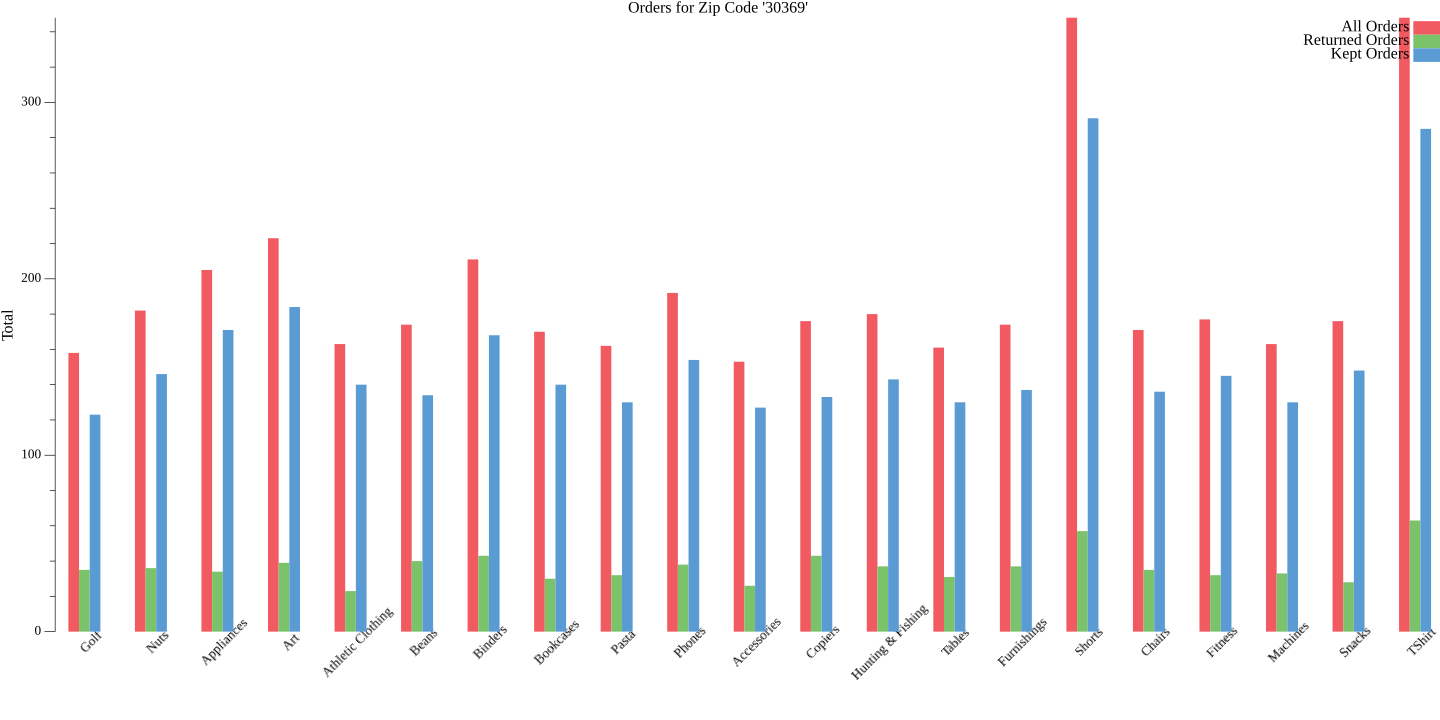 Orders for Zip Code '30369'
All Orders
Returned Orders
Kept Orders
Total
300
200
100
0
Golf
Nuts
Appliances
Art
Athletic Clothing
Beans
Binders
Bookcases
Pasta
Phones
Accessories
Copiers
Hunting & Fishing
Tables
Furnishings
Shorts
Chairs
Fitness
Machines
Snacks
TShirt